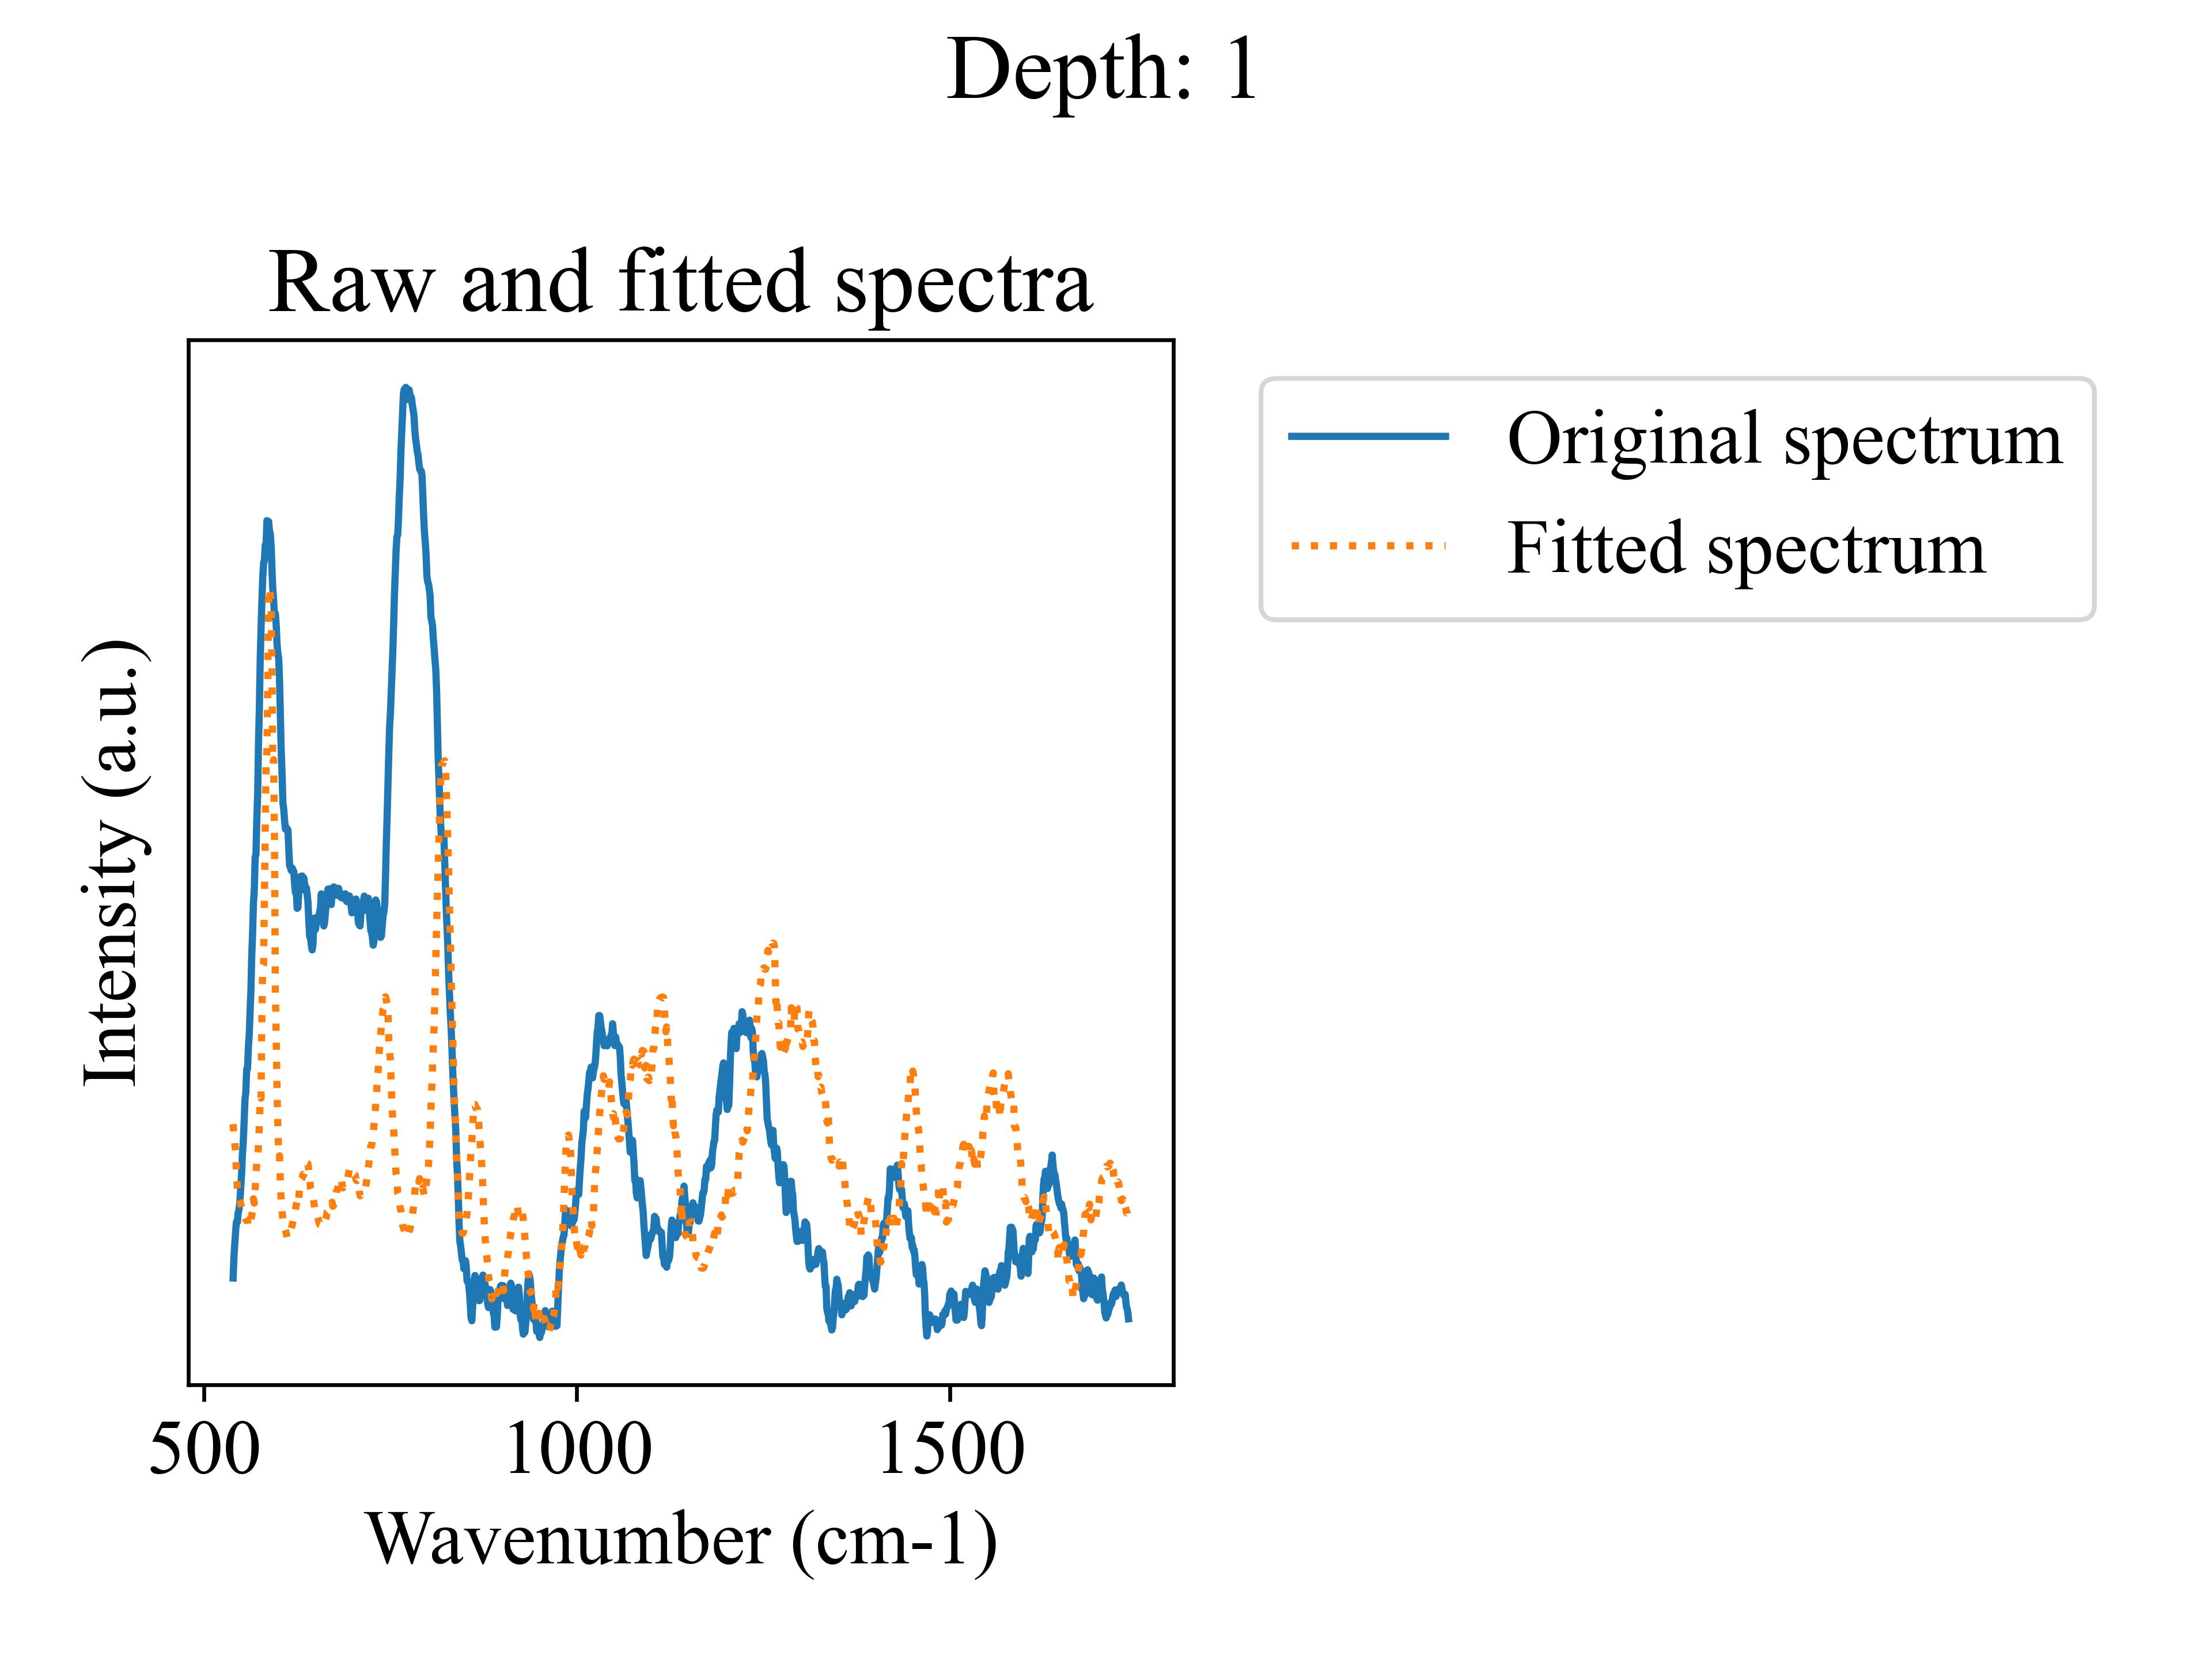 Depth: 1
Raw and fitted spectra
Original spectrum
Fitted spectrum
Intensity (a.u.)
500 1000 1500
Wavenumber (cm-1)